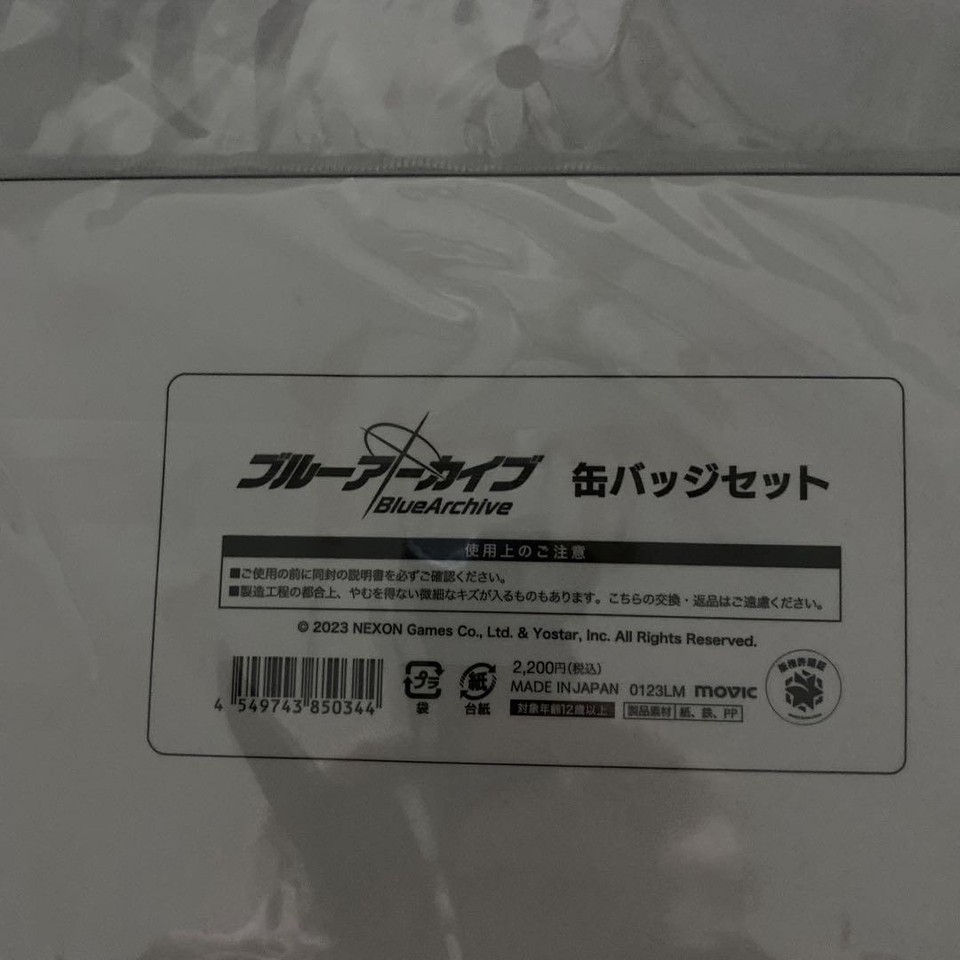 ブルーアーカイブ 缶バッジセット
BlueArchive
使用上のご注意
■ご使用の前に同封の説明書を必ずご確認ください。
■製造工程の都合上、やむを得ない微細なキズが入るものもあります。こちらの交換・返品はご遠慮ください。
© 2023 NEXON Games Co., Ltd. & Yostar, Inc. All Rights Reserved.
4 549743 850344
プラ
袋
紙
台紙
2,200円(税込)
MADE IN JAPAN 0123LM movic
対象年齢12歳以上 製品素材 紙、鉄、PP